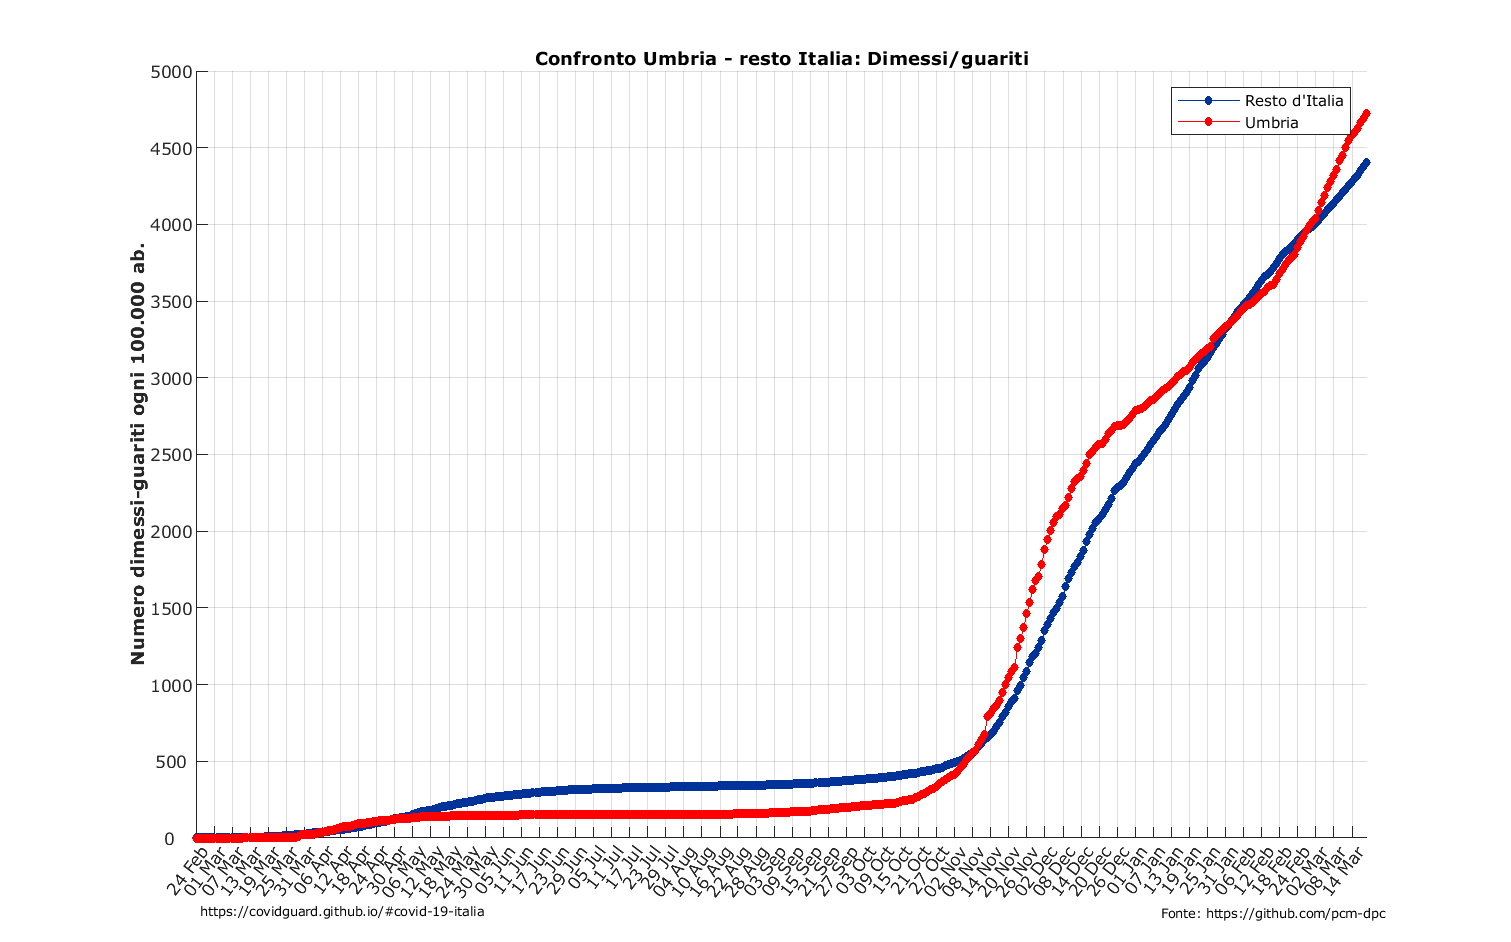 Confronto Umbria - resto Italia: Dimessi/guariti
Numero dimessi-guariti ogni 100.000 ab.
5000
4500
4000
3500
3000
2500
2000
1500
1000
500
0
Resto d'Italia
Umbria
24 Feb
01 Mar
07 Mar
13 Mar
19 Mar
25 Mar
31 Mar
06 Apr
12 Apr
18 Apr
24 Apr
30 Apr
06 May
12 May
18 May
24 May
30 May
05 Jun
11 Jun
17 Jun
23 Jun
29 Jun
05 Jul
11 Jul
17 Jul
23 Jul
29 Jul
04 Aug
10 Aug
16 Aug
22 Aug
28 Aug
03 Sep
09 Sep
15 Sep
21 Sep
27 Sep
03 Oct
09 Oct
15 Oct
21 Oct
27 Oct
02 Nov
08 Nov
14 Nov
20 Nov
26 Nov
02 Dec
08 Dec
14 Dec
20 Dec
26 Dec
01 Jan
07 Jan
13 Jan
19 Jan
25 Jan
31 Jan
06 Feb
12 Feb
18 Feb
24 Feb
02 Mar
08 Mar
14 Mar
https://covidguard.github.io/#covid-19-italia
Fonte: https://github.com/pcm-dpc